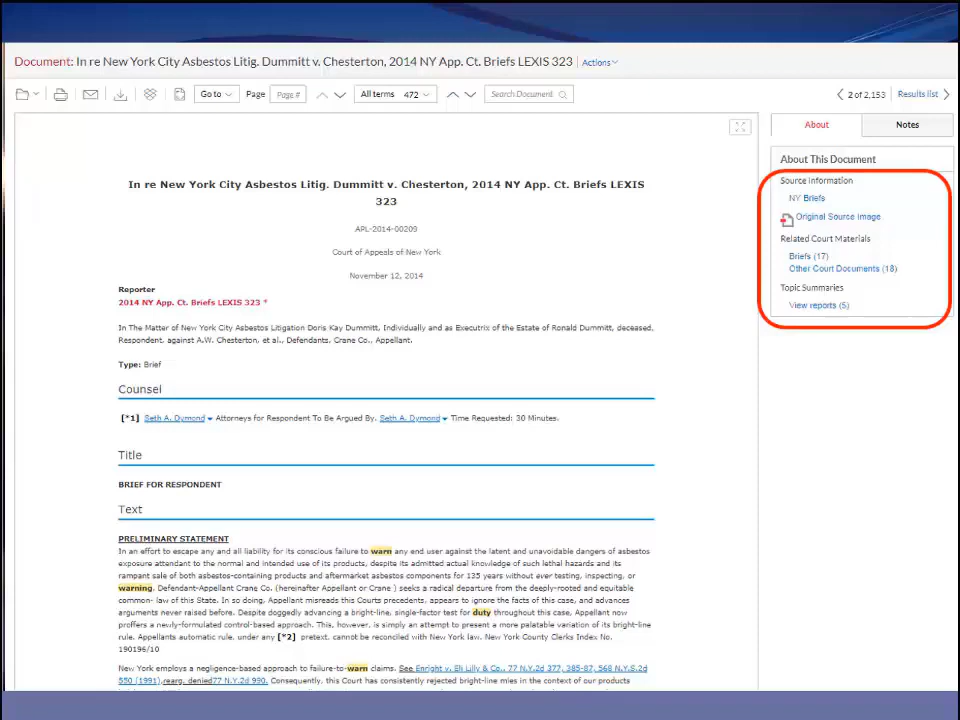 Document: In re New York City Asbestos Litig. Dummitt v. Chesterton, 2014 NY App. Ct. Briefs LEXIS 323 Actions
Go to Page Page # All terms 472 Search Document 2 of 2,153 Results list
About Notes
About This Document
Source Information
NY Briefs
Original Source Image
Related Court Materials
Briefs (17)
Other Court Documents (18)
Topic Summaries
View reports (5)
In re New York City Asbestos Litig. Dummitt v. Chesterton, 2014 NY App. Ct. Briefs LEXIS
323
APL-2014-00209
Court of Appeals of New York
November 12, 2014
Reporter
2014 NY App. Ct. Briefs LEXIS 323 *
In The Matter of New York City Asbestos Litigation Doris Kay Dummitt, Individually and as Executrix of the Estate of Ronald Dummitt, deceased,
Respondent, against A.W. Chesterton, et al., Defendants, Crane Co., Appellant.
Type: Brief
Counsel
[*1] Seth A. Dymond Attorneys for Respondent To Be Argued By, Seth A. Dymond Time Requested: 30 Minutes.
Title
BRIEF FOR RESPONDENT
Text
PRELIMINARY STATEMENT
In an effort to escape any and all liability for its conscious failure to warn any end user against the latent and unavoidable dangers of asbestos
exposure attendant to the normal and intended use of its products, despite its admitted actual knowledge of such lethal hazards and its
rampant sale of both asbestos-containing products and aftermarket asbestos components for 135 years without ever testing, inspecting, or
warning, Defendant-Appellant Crane Co. (hereinafter Appellant or Crane ) seeks a radical departure from the deeply-rooted and equitable
common- law of this State. In so doing, Appellant misreads this Courts precedents, appears to ignore the facts of this case, and advances
arguments never raised before. Despite doggedly advancing a bright-line, single-factor test for duty throughout this case, Appellant now
proffers a newly-formulated control-based approach. This, however, is simply an attempt to present a more palatable variation of its bright-line
rule. Appellants automatic rule, under any [*2] pretext, cannot be reconciled with New York law. New York County Clerks Index No.
190196/10
New York employs a negligence-based approach to failure-to-warn claims. See Enright v. Eli Lilly & Co., 77 N.Y.2d 377, 385-87, 568 N.Y.S.2d
550 (1991),rearg. denied77 N.Y.2d 990. Consequently, this Court has consistently rejected bright-line mies in the context of our products